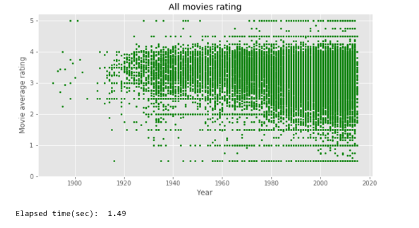 All movies rating
Movie average rating
5
4
3
2
1
0
1900 1920 1940 1960 1980 2000 2020
Year
Elapsed time(sec): 1.49